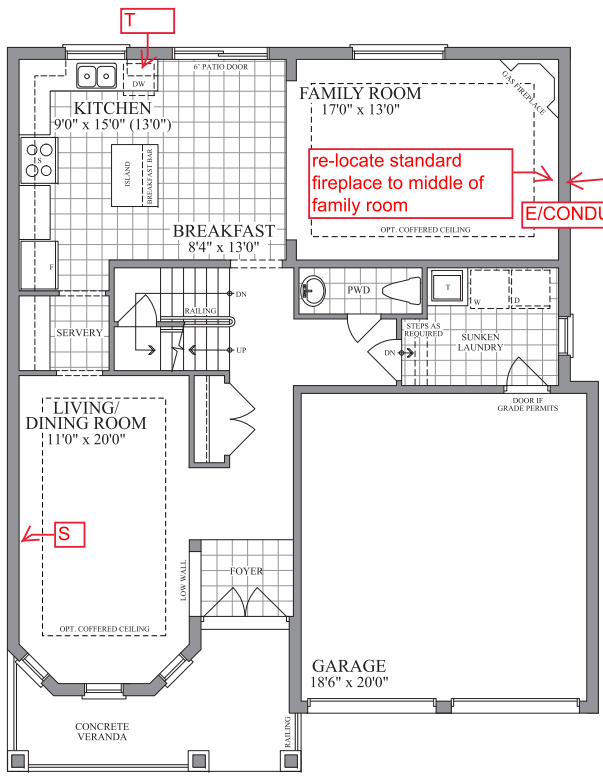 T
6' PATIO DOOR
DW
KITCHEN
9'0" x 15'0" (13'0")
FAMILY ROOM
17'0" x 13'0"
GAS FIREPLACE
ISLAND
BREAKFAST BAR
re-locate standard
fireplace to middle of
family room
E/CONDU
OPT. COFFERED CEILING
BREAKFAST
8'4" x 13'0"
F
DN
RAILING
UP
PWD
T
W
D
SERVERY
STEPS AS
REQUIRED
SUNKEN
LAUNDRY
DN
DOOR IF
GRADE PERMITS
LIVING/
DINING ROOM
11'0" x 20'0"
S
LOW WALL
FOYER
OPT. COFFERED CEILING
GARAGE
18'6" x 20'0"
CONCRETE
VERANDA
RAILING